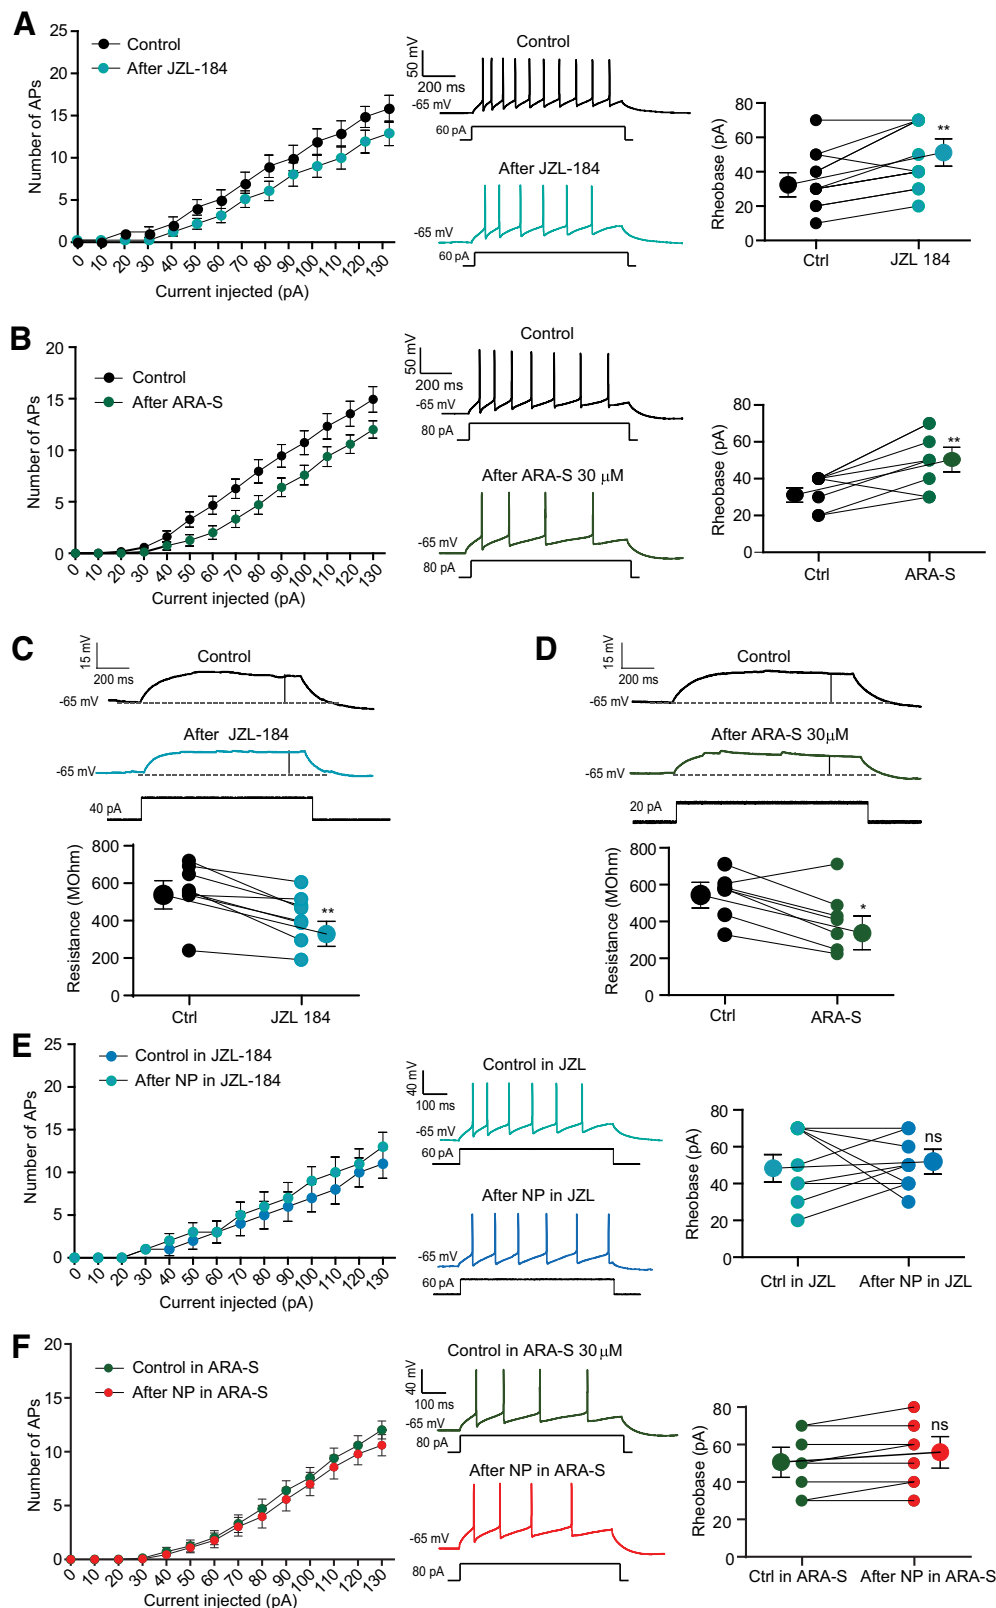 A
25
20
15
10
5
0
Number of APs
Control
After JZL-184
0 10 20 30 40 50 60 70 80 90 100 110 120 130
Current injected (pA)
50 mV
200 ms
Control
-65 mV
60 pA
After JZL-184
-65 mV
60 pA
80
60
40
20
0
Rheobase (pA)
**
Ctrl JZL 184
B
20
15
10
5
0
Number of APs
Control
After ARA-S
0 10 20 30 40 50 60 70 80 90 100 110 120 130
Current injected (pA)
50 mV
200 ms
Control
-65 mV
80 pA
After ARA-S 30 μM
-65 mV
80 pA
80
60
40
20
0
Rheobase (pA)
**
Ctrl ARA-S
C
15 mV
200 ms
Control
-65 mV
After JZL-184
-65 mV
40 pA
800
600
400
200
0
Resistance (MOhm)
**
Ctrl JZL 184
D
15 mV
200 ms
Control
-65 mV
After ARA-S 30μM
-65 mV
20 pA
800
600
400
200
0
Resistance (MOhm)
*
Ctrl ARA-S
E
25
20
15
10
5
0
Number of APs
Control in JZL-184
After NP in JZL-184
0 10 20 30 40 50 60 70 80 90 100 110 120 130
Current injected (pA)
40 mV
100 ms
Control in JZL
-65 mV
60 pA
After NP in JZL
-65 mV
60 pA
80
60
40
20
0
Rheobase (pA)
ns
Ctrl in JZL After NP in JZL
F
20
15
10
5
0
Number of APs
Control in ARA-S
After NP in ARA-S
0 10 20 30 40 50 60 70 80 90 100 110 120 130
Current injected (pA)
40 mV
100 ms
Control in ARA-S 30 μM
-65 mV
80 pA
After NP in ARA-S
-65 mV
80 pA
80
60
40
20
0
Rheobase (pA)
ns
Ctrl in ARA-S After NP in ARA-S